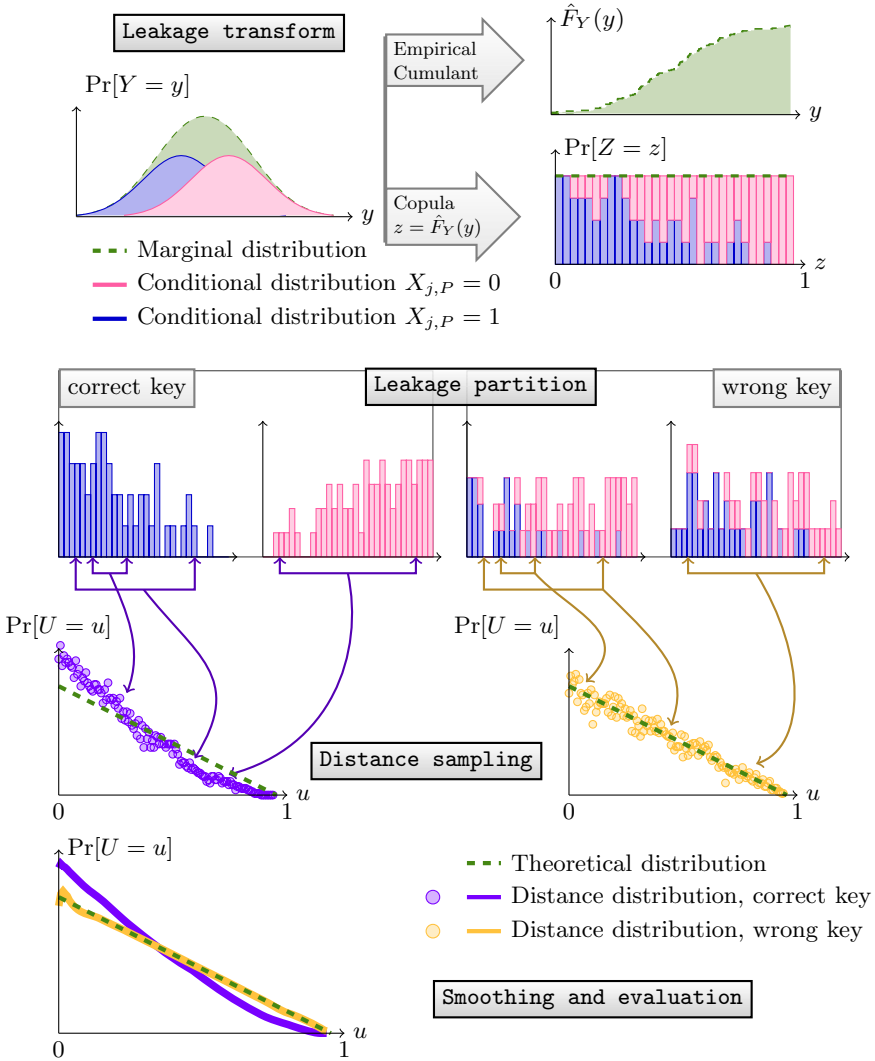 Leakage transform
Pr[Y = y]
y
Empirical
Cumulant
F̂_Y(y)
y
Copula
z = F̂_Y(y)
Pr[Z = z]
0
1
z
Marginal distribution
Conditional distribution X_{j,P} = 0
Conditional distribution X_{j,P} = 1
correct key
Leakage partition
wrong key
Pr[U = u]
0
1
u
Pr[U = u]
0
1
u
Distance sampling
Pr[U = u]
0
1
u
Theoretical distribution
Distance distribution, correct key
Distance distribution, wrong key
Smoothing and evaluation